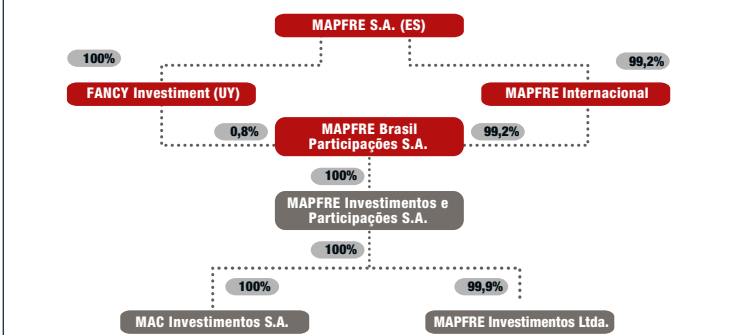 MAPFRE S.A. (ES)
100%
99,2%
FANCY Investiment (UY)
MAPFRE Internacional
0,8%
MAPFRE Brasil
Participações S.A.
99,2%
100%
MAPFRE Investimentos e
Participações S.A.
100%
100%
99,9%
MAC Investimentos S.A.
MAPFRE Investimentos Ltda.